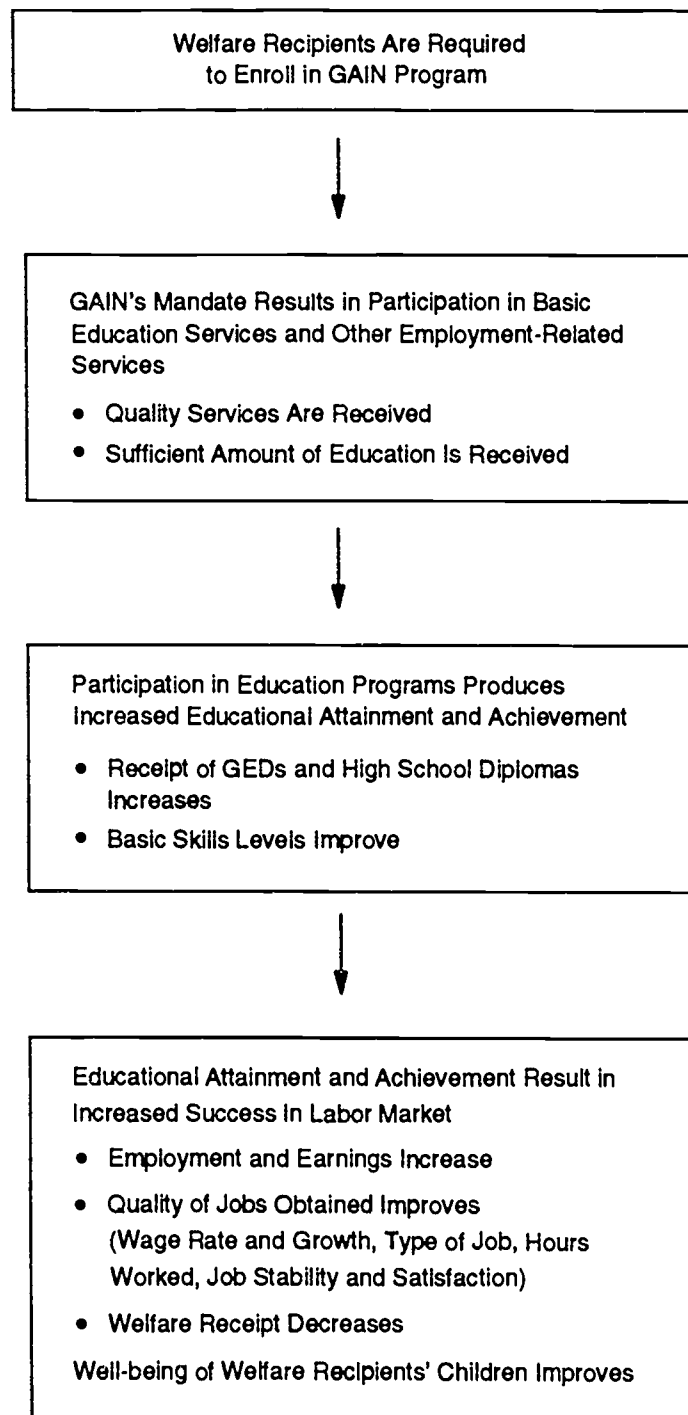 Welfare Recipients Are Required
to Enroll in GAIN Program
GAIN's Mandate Results in Participation in Basic
Education Services and Other Employment-Related
Services
• Quality Services Are Received
• Sufficient Amount of Education Is Received
Participation in Education Programs Produces
Increased Educational Attainment and Achievement
• Receipt of GEDs and High School Diplomas
Increases
• Basic Skills Levels Improve
Educational Attainment and Achievement Result in
Increased Success in Labor Market
• Employment and Earnings Increase
• Quality of Jobs Obtained Improves
(Wage Rate and Growth, Type of Job, Hours
Worked, Job Stability and Satisfaction)
• Welfare Receipt Decreases
Well-being of Welfare Recipients' Children Improves